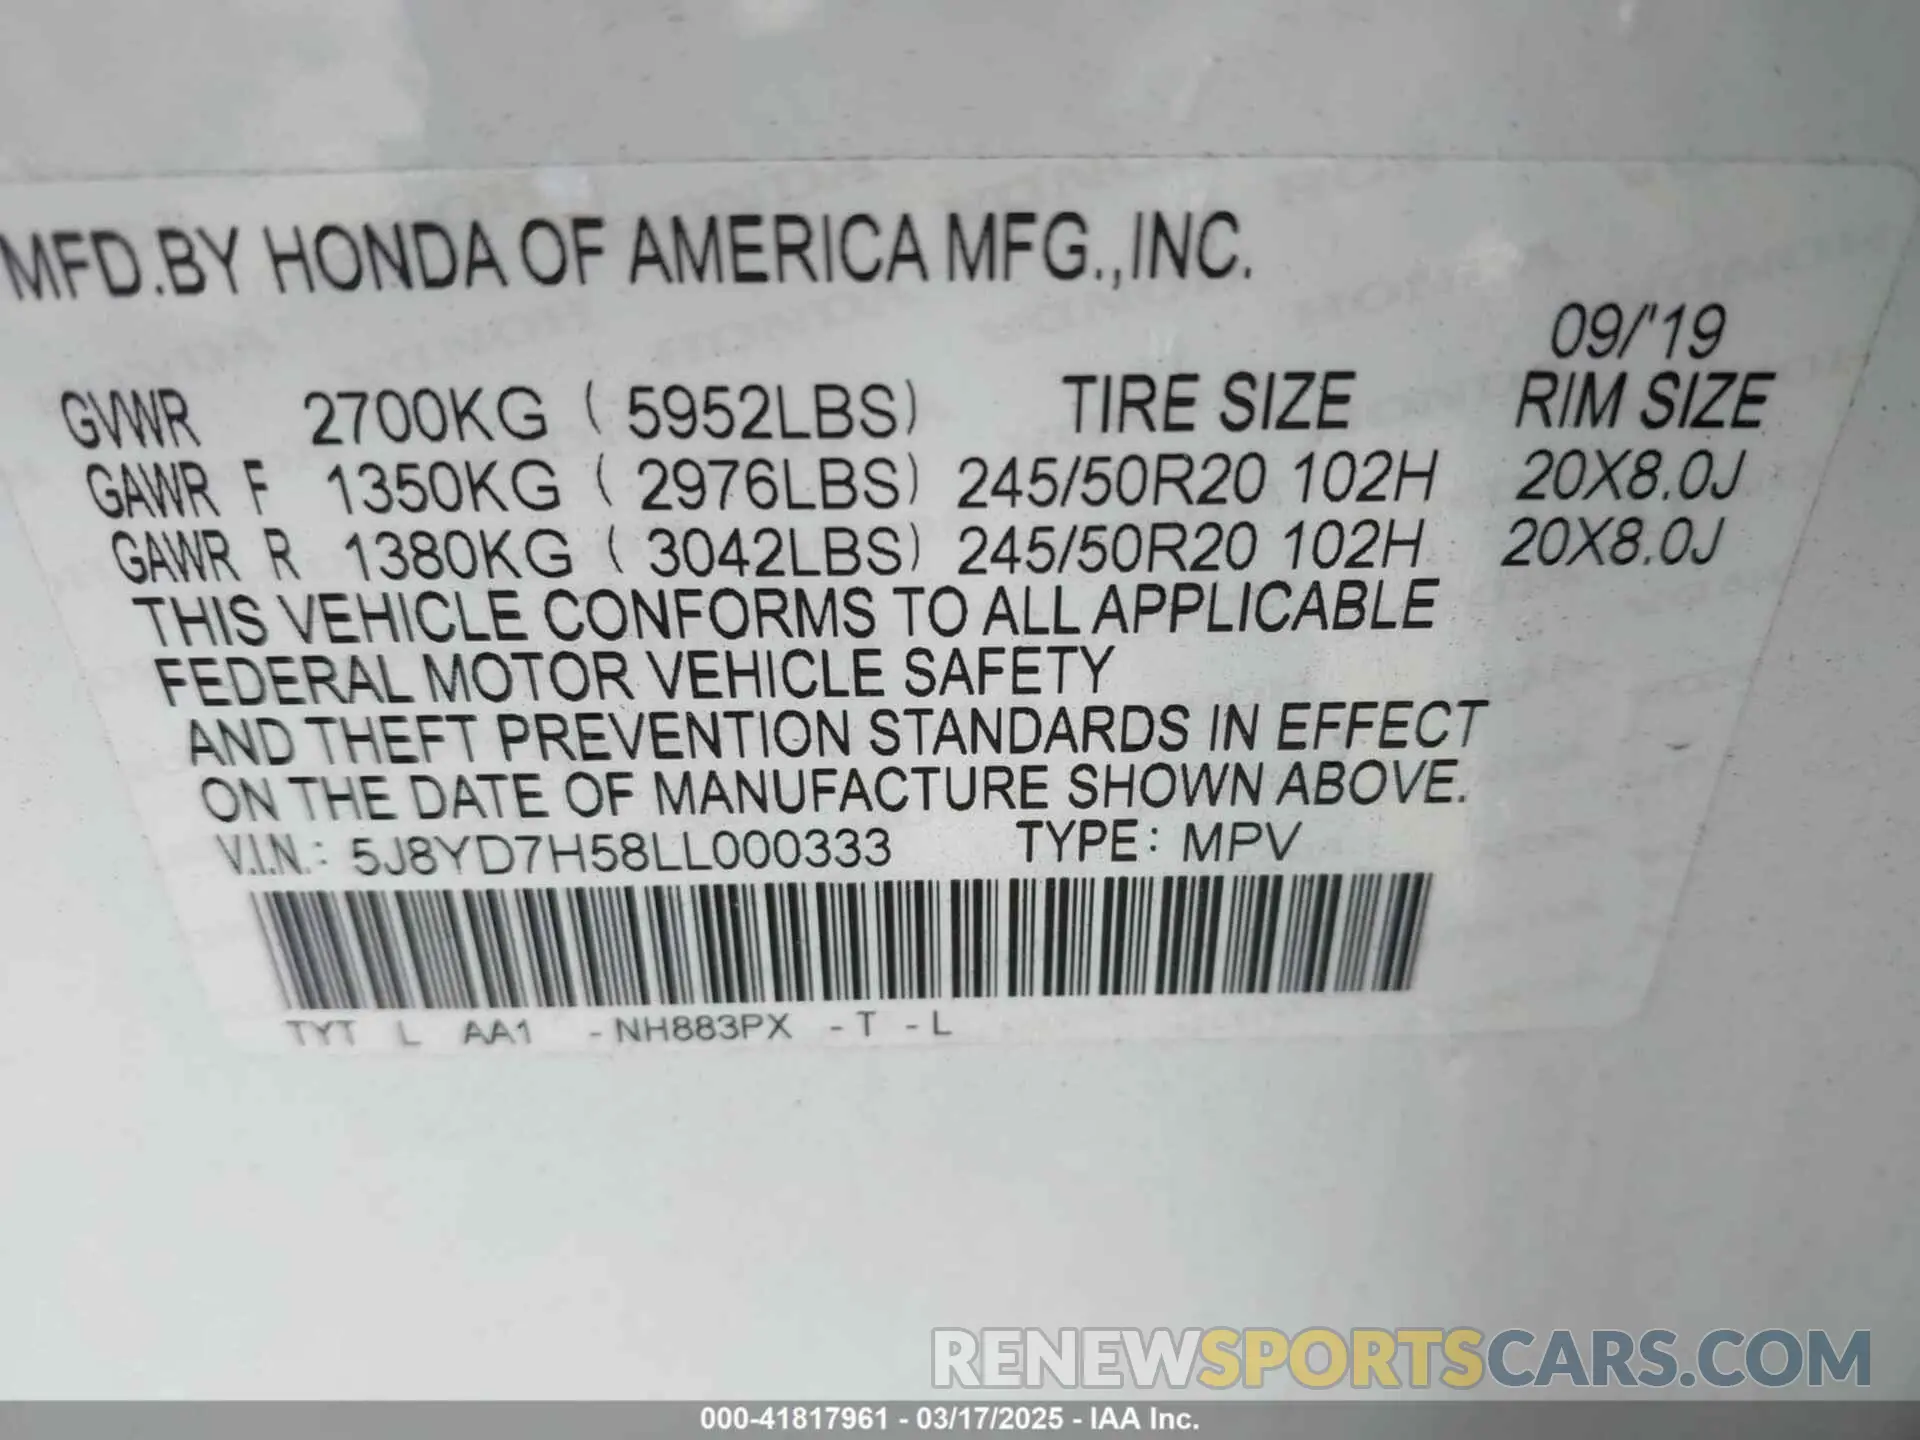 MFD.BY HONDA OF AMERICA MFG.,INC.
09/'19
GVWR 2700KG ( 5952LBS) TIRE SIZE RIM SIZE
GAWR F 1350KG ( 2976LBS) 245/50R20 102H 20X8.0J
GAWR R 1380KG ( 3042LBS) 245/50R20 102H 20X8.0J
THIS VEHICLE CONFORMS TO ALL APPLICABLE
FEDERAL MOTOR VEHICLE SAFETY
AND THEFT PREVENTION STANDARDS IN EFFECT
ON THE DATE OF MANUFACTURE SHOWN ABOVE.
V.I.N.: 5J8YD7H58LL000333 TYPE: MPV
TYT L AA1 -NH883PX -T -L
RENEWSPORTSCARS.COM
000-41817961 - 03/17/2025 - IAA Inc.